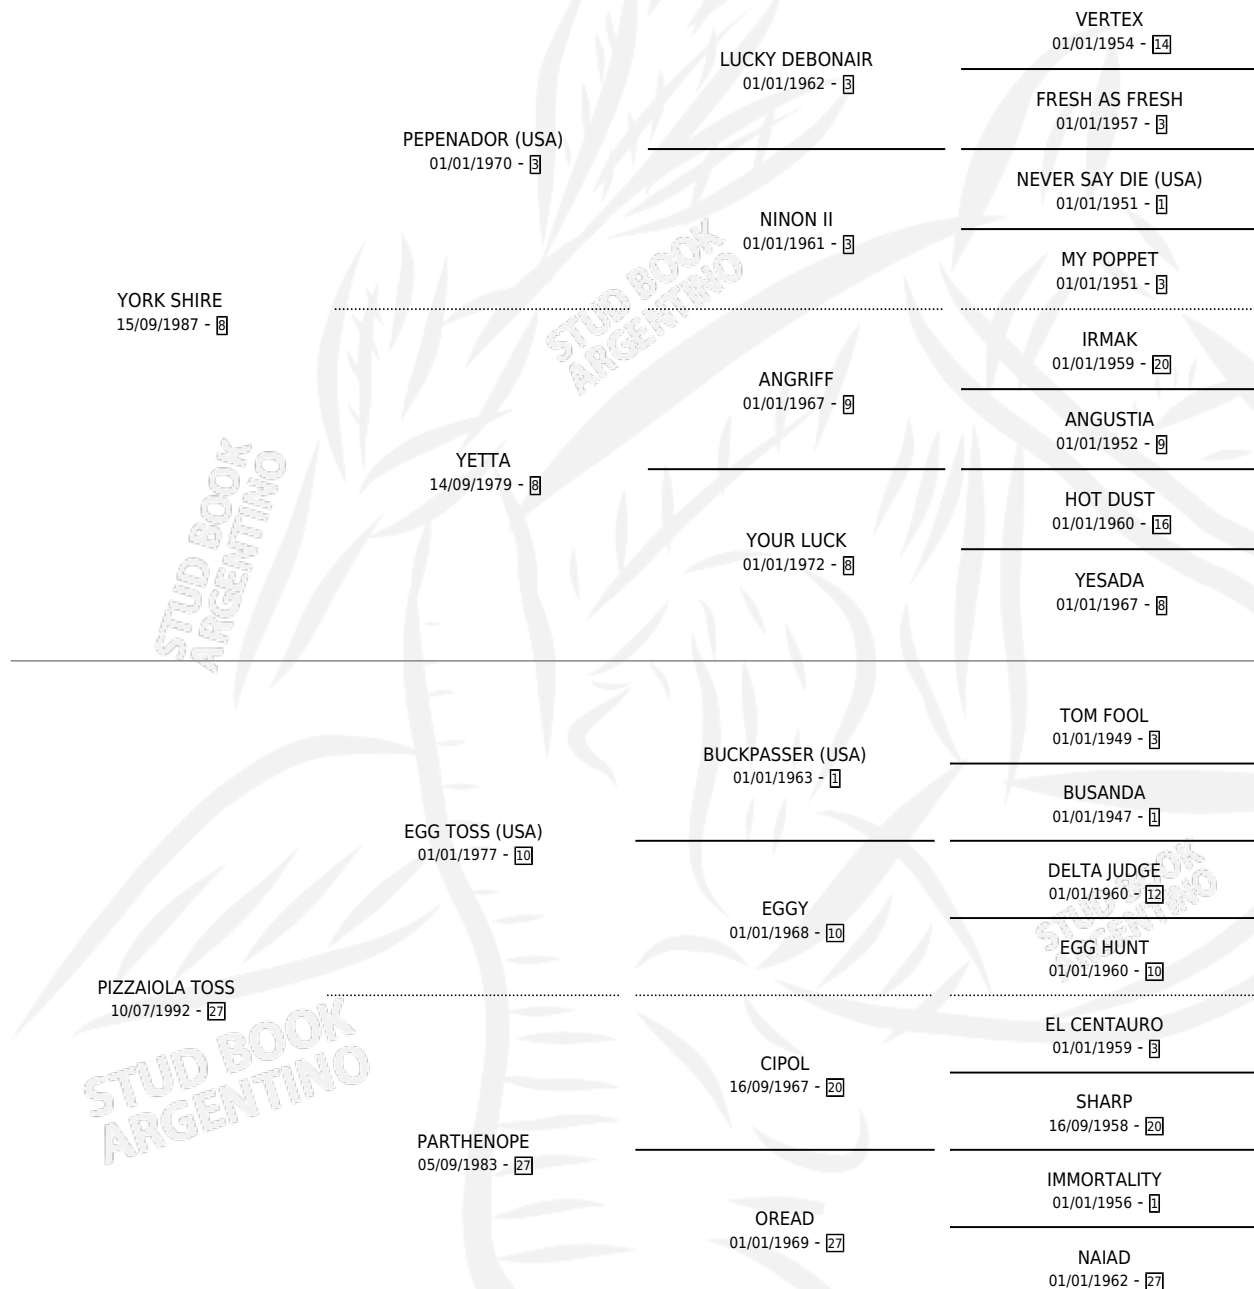 VERTEX
01/01/1954 - 14
LUCKY DEBONAIR
01/01/1962 - 3
FRESH AS FRESH
01/01/1957 - 3
PEPENADOR (USA)
01/01/1970 - 3
NEVER SAY DIE (USA)
01/01/1951 - 1
NINON II
01/01/1961 - 3
MY POPPET
01/01/1951 - 3
YORK SHIRE
15/09/1987 - 8
IRMAK
01/01/1959 - 20
ANGRIFF
01/01/1967 - 9
ANGUSTIA
01/01/1952 - 9
YETTA
14/09/1979 - 8
HOT DUST
01/01/1960 - 16
YOUR LUCK
01/01/1972 - 8
YESADA
01/01/1967 - 8
STUD BOOK
ARGENTINO
STUD BOOK
ARGENTINO
TOM FOOL
01/01/1949 - 3
BUCKPASSER (USA)
01/01/1963 - 1
BUSANDA
01/01/1947 - 1
EGG TOSS (USA)
01/01/1977 - 10
DELTA JUDGE
01/01/1960 - 12
EGGY
01/01/1968 - 10
EGG HUNT
01/01/1960 - 10
STUD BOOK
ARGENTINO
PIZZAIOLA TOSS
10/07/1992 - 27
EL CENTAURO
01/01/1959 - 3
CIPOL
16/09/1967 - 20
SHARP
16/09/1958 - 20
STUD BOOK
ARGENTINO
PARTHENOPE
05/09/1983 - 27
IMMORTALITY
01/01/1956 - 1
OREAD
01/01/1969 - 27
NAIAD
01/01/1962 - 27